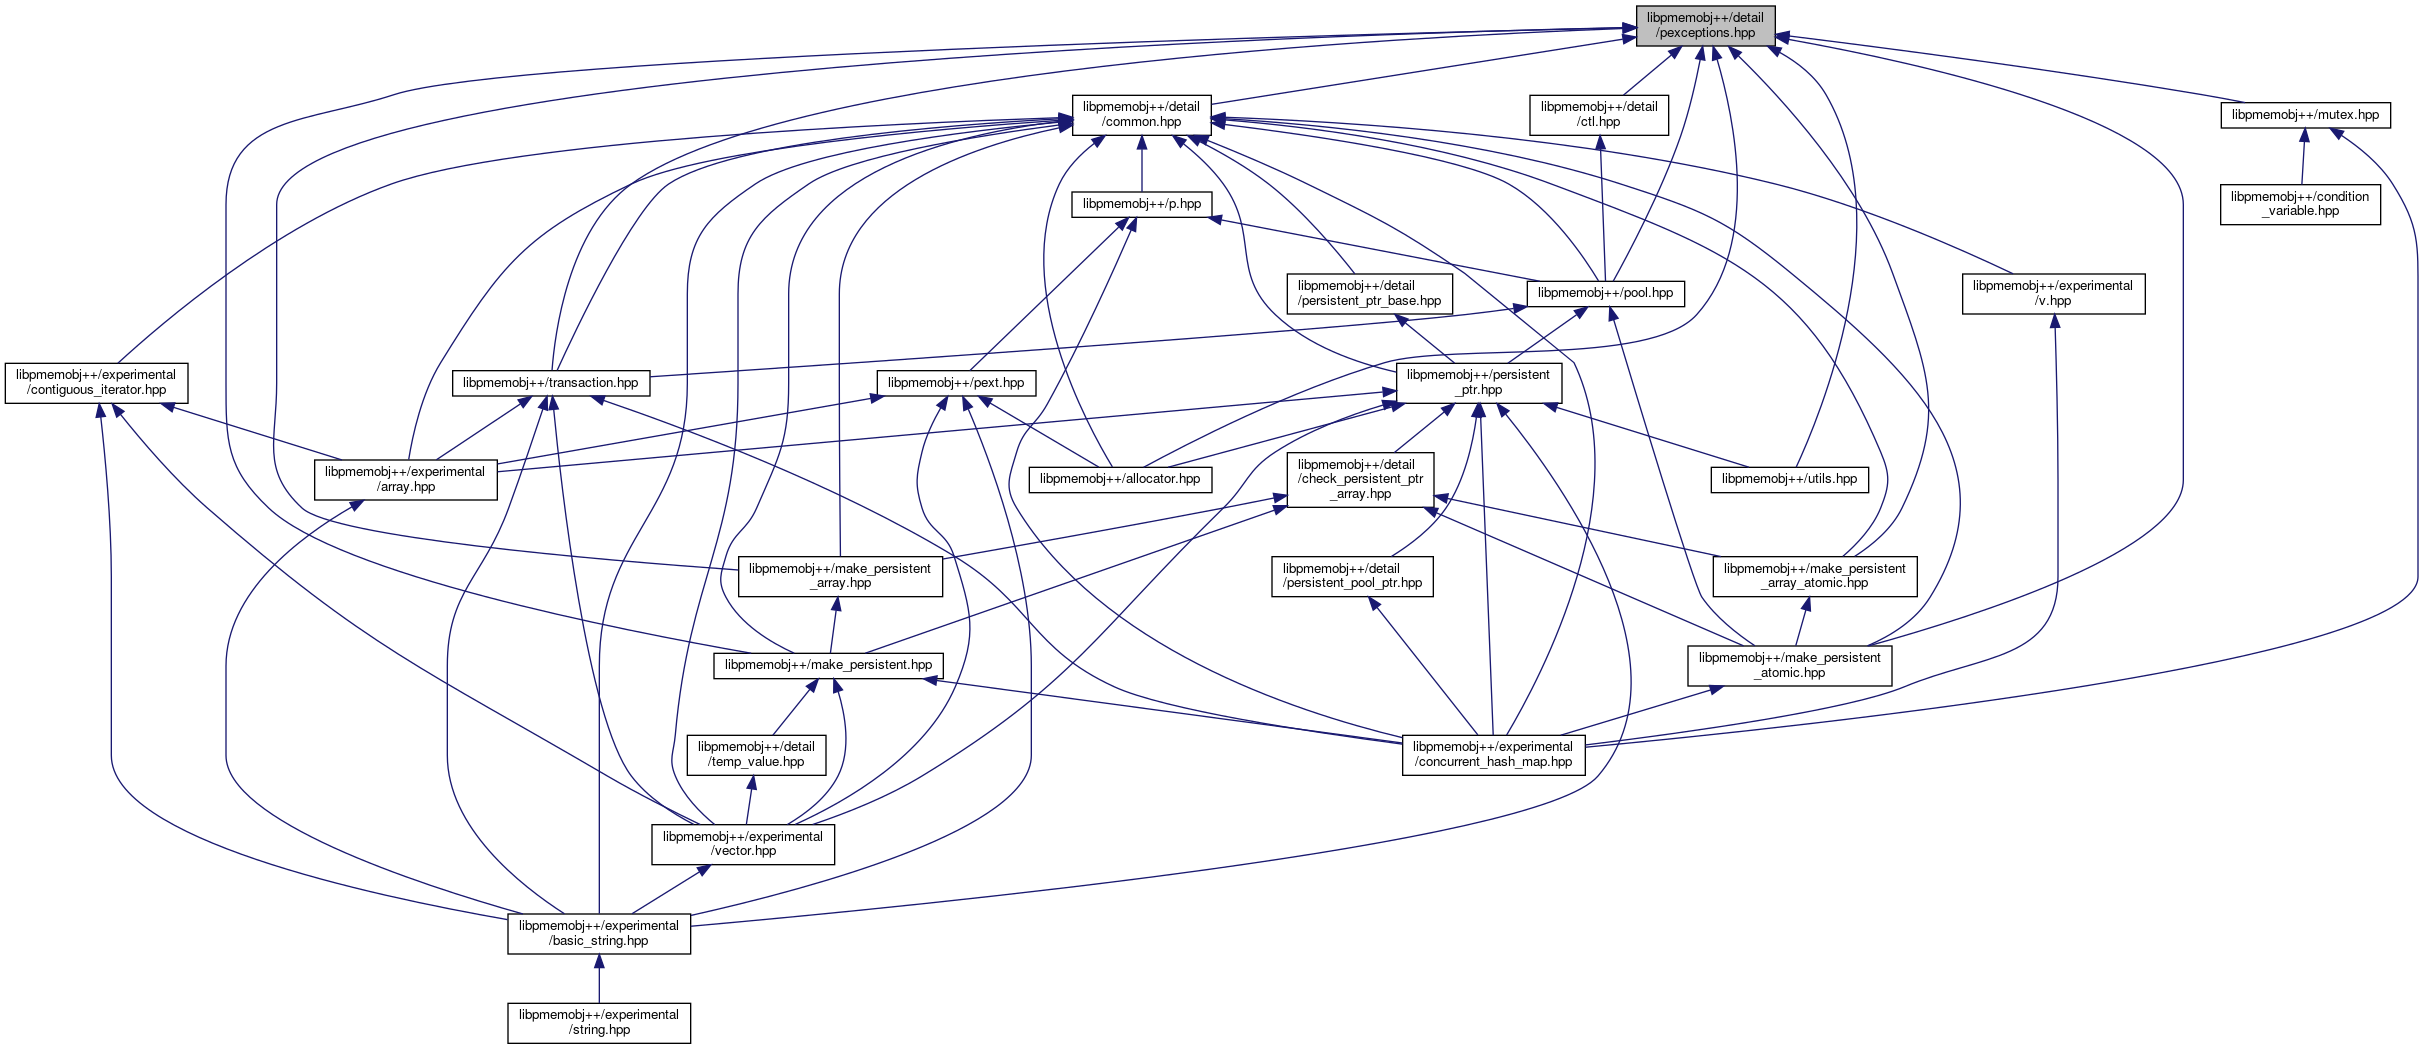 libpmemobj++/detail
/pexceptions.hpp
libpmemobj++/detail
/common.hpp
libpmemobj++/detail
/ctl.hpp
libpmemobj++/mutex.hpp
libpmemobj++/p.hpp
libpmemobj++/condition
_variable.hpp
libpmemobj++/detail
/persistent_ptr_base.hpp
libpmemobj++/pool.hpp
libpmemobj++/experimental
/v.hpp
libpmemobj++/experimental
/contiguous_iterator.hpp
libpmemobj++/transaction.hpp
libpmemobj++/pext.hpp
libpmemobj++/persistent
_ptr.hpp
libpmemobj++/experimental
/array.hpp
libpmemobj++/allocator.hpp
libpmemobj++/detail
/check_persistent_ptr
_array.hpp
libpmemobj++/utils.hpp
libpmemobj++/make_persistent
_array.hpp
libpmemobj++/detail
/persistent_pool_ptr.hpp
libpmemobj++/make_persistent
_array_atomic.hpp
libpmemobj++/make_persistent.hpp
libpmemobj++/make_persistent
_atomic.hpp
libpmemobj++/detail
/temp_value.hpp
libpmemobj++/experimental
/concurrent_hash_map.hpp
libpmemobj++/experimental
/vector.hpp
libpmemobj++/experimental
/basic_string.hpp
libpmemobj++/experimental
/string.hpp